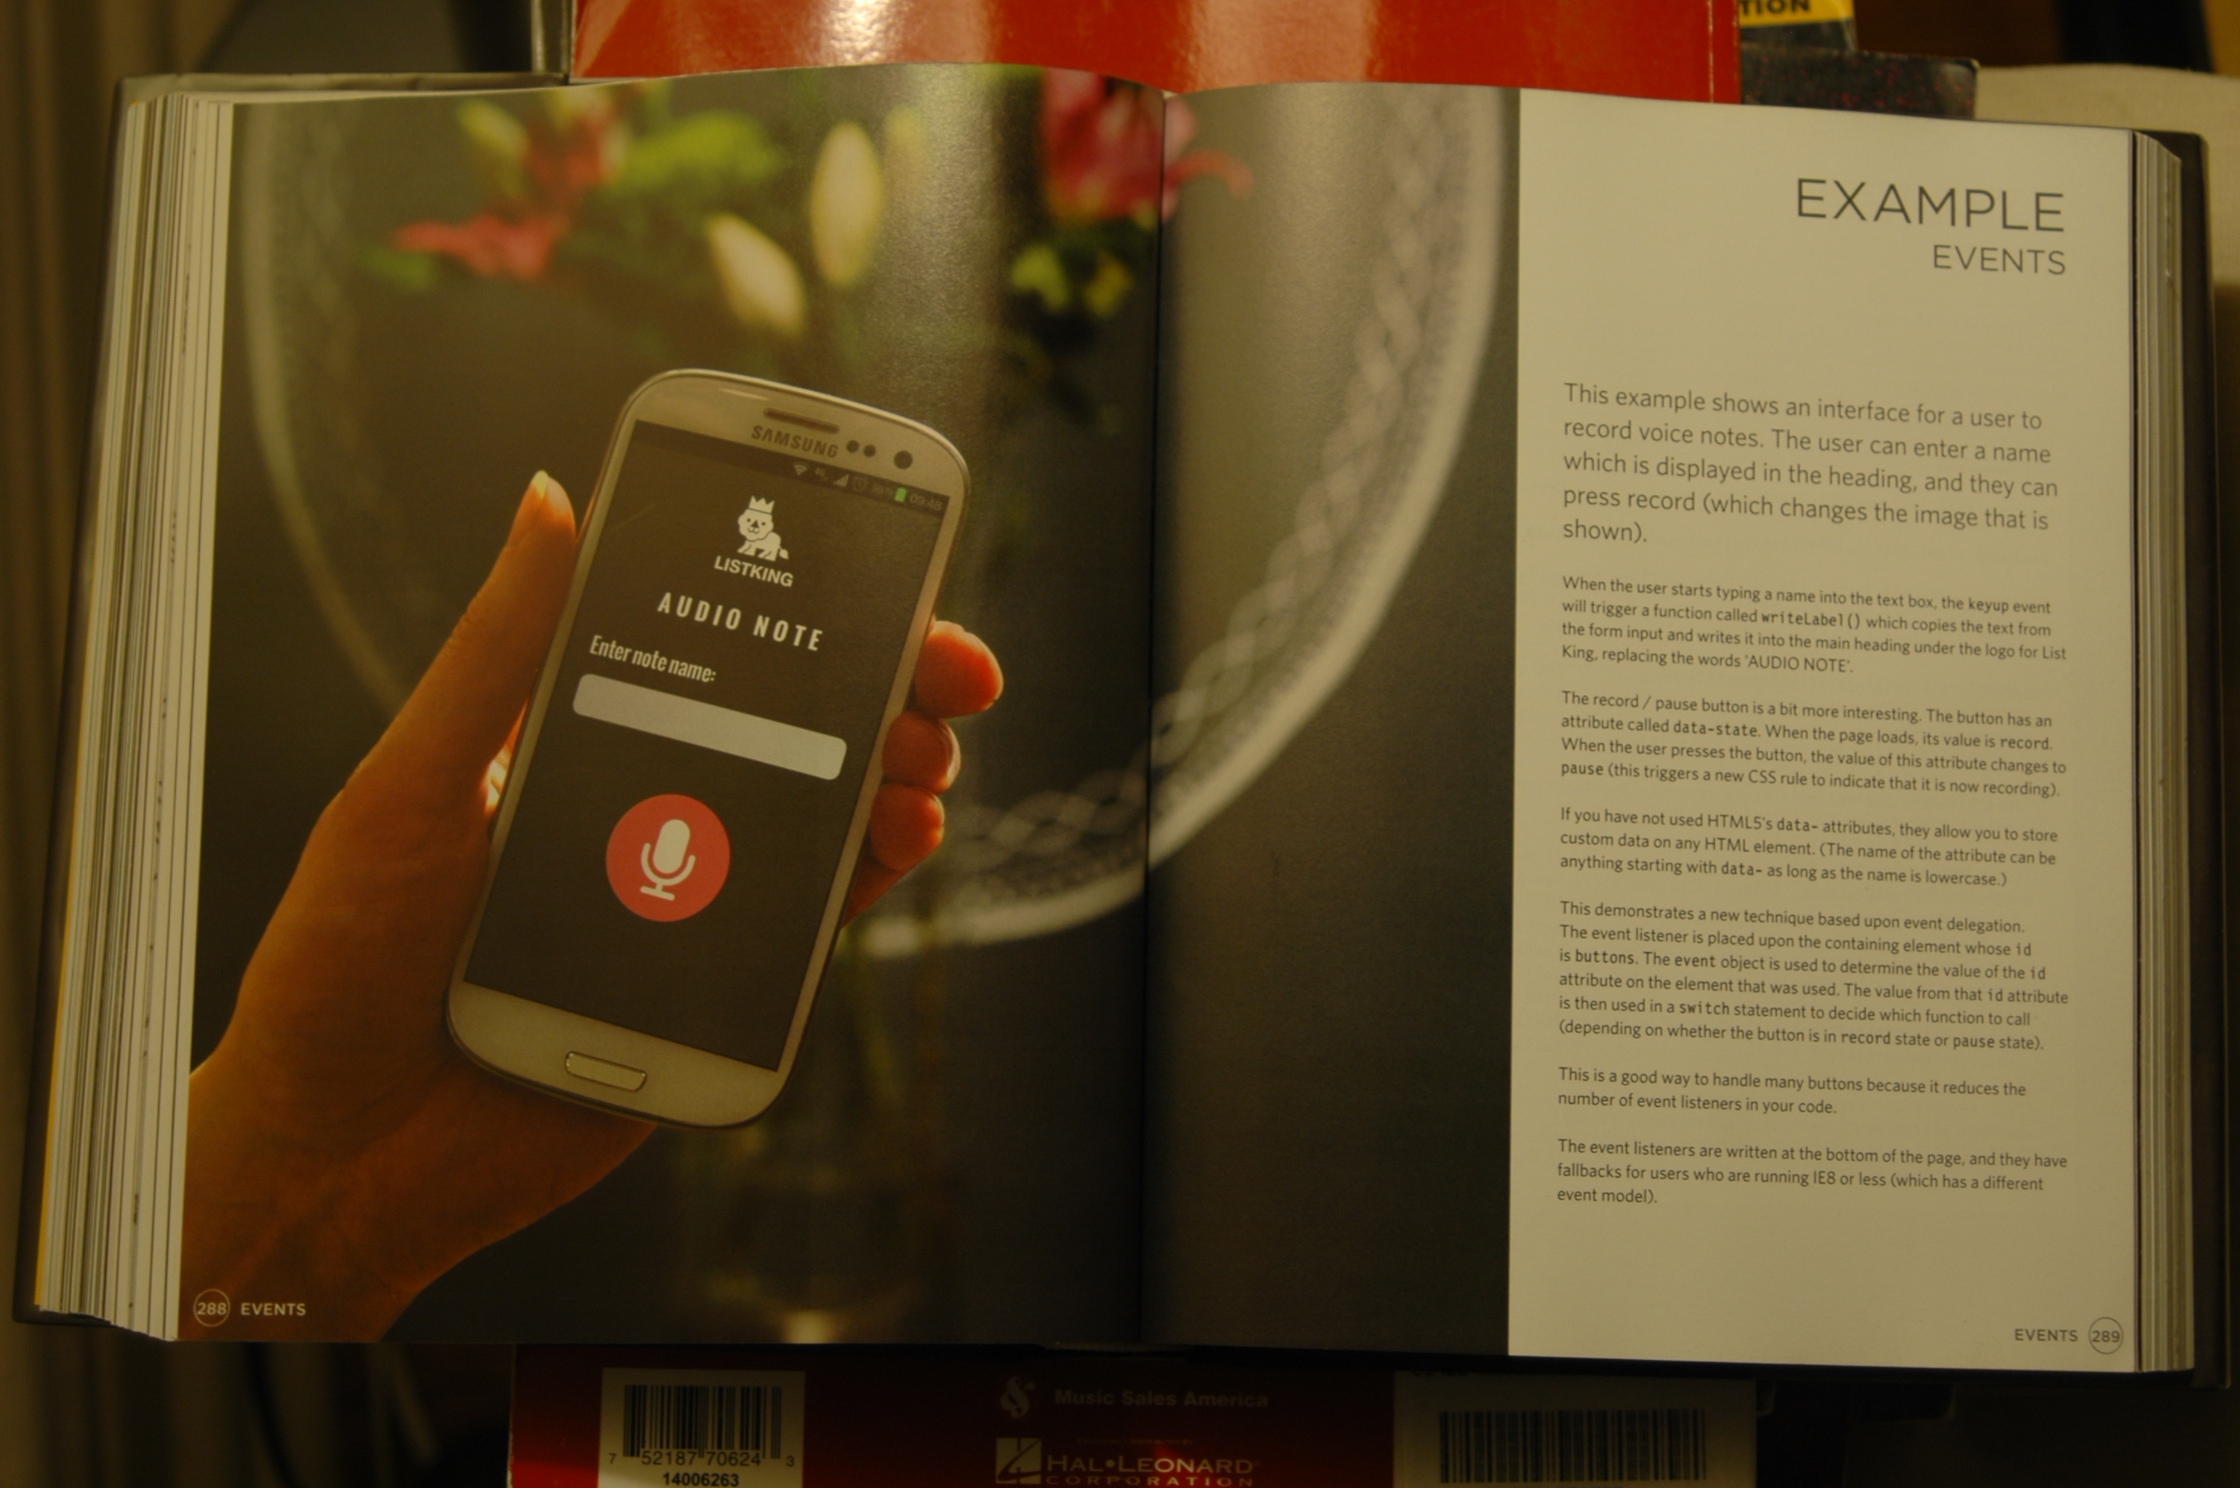 TION
SAMSUNG
09:48
LISTKING
AUDIO NOTE
Enter note name:
288 EVENTS
EXAMPLE
EVENTS
This example shows an interface for a user to
record voice notes. The user can enter a name
which is displayed in the heading, and they can
press record (which changes the image that is
shown).
When the user starts typing a name into the text box, the keyup event
will trigger a function called writeLabel() which copies the text from
the form input and writes it into the main heading under the logo for List
King, replacing the words 'AUDIO NOTE'.
The record / pause button is a bit more interesting. The button has an
attribute called data-state. When the page loads, its value is record.
When the user presses the button, the value of this attribute changes to
pause (this triggers a new CSS rule to indicate that it is now recording).
If you have not used HTML5's data- attributes, they allow you to store
custom data on any HTML element. (The name of the attribute can be
anything starting with data- as long as the name is lowercase.)
This demonstrates a new technique based upon event delegation.
The event listener is placed upon the containing element whose id
is buttons. The event object is used to determine the value of the id
attribute on the element that was used. The value from that id attribute
is then used in a switch statement to decide which function to call
(depending on whether the button is in record state or pause state).
This is a good way to handle many buttons because it reduces the
number of event listeners in your code.
The event listeners are written at the bottom of the page, and they have
fallbacks for users who are running IE8 or less (which has a different
event model).
EVENTS 289
7 52187 70624 3
14006263
Music Sales America
HAL•LEONARD
CORPORATION